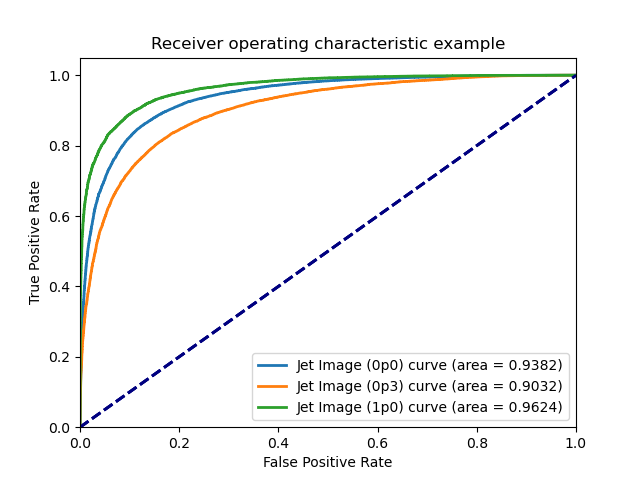 Receiver operating characteristic example
True Positive Rate
1.0
0.8
0.6
0.4
0.2
0.0
Jet Image (0p0) curve (area = 0.9382)
Jet Image (0p3) curve (area = 0.9032)
Jet Image (1p0) curve (area = 0.9624)
0.0 0.2 0.4 0.6 0.8 1.0
False Positive Rate